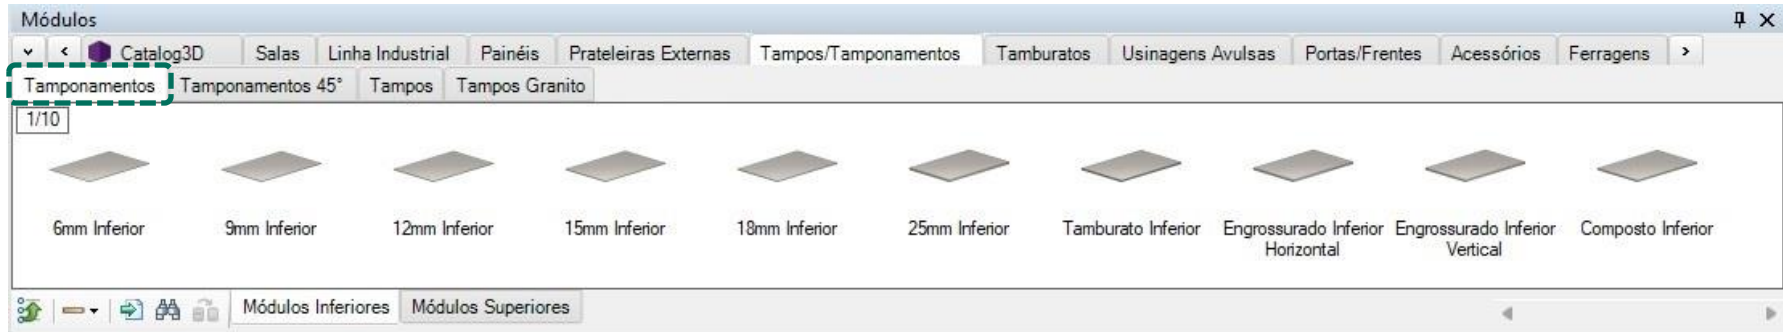 Módulos
Catalog3D Salas Linha Industrial Painéis Prateleiras Externas Tampos/Tamponamentos Tamburatos Usinagens Avulsas Portas/Frentes Acessórios Ferragens
Tamponamentos Tamponamentos 45° Tampos Tampos Granito
1/10
6mm Inferior 9mm Inferior 12mm Inferior 15mm Inferior 18mm Inferior 25mm Inferior Tamburato Inferior Engrossurado Inferior Engrossurado Inferior Composto Inferior
Horizontal Vertical
Módulos Inferiores Módulos Superiores